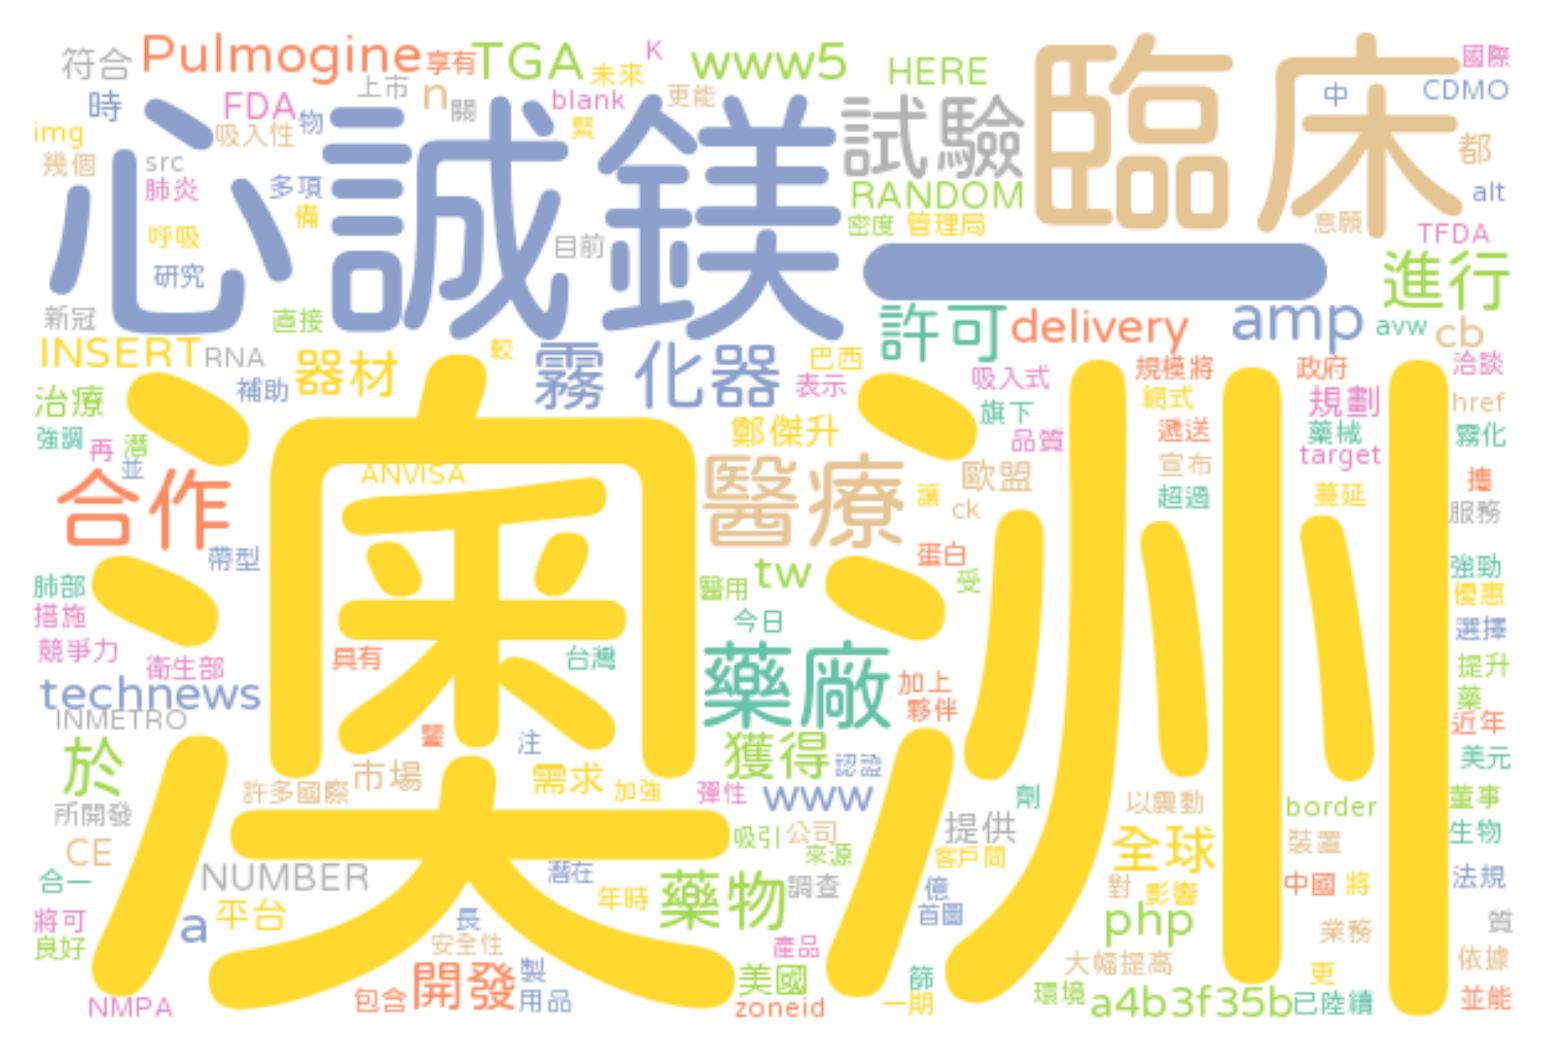 符合 Pulmogine 享有 TGA 未來 K www5 HERE 臨床 國際
時 FDA 上市 n 關 blank 更能 試驗 中 CDMO
img 吸入性 物 緊 都
幾個 src 心誠鎂一
肺炎 多項 RANDOM alt
呼吸 備 目前 密度 管理局 意願 TFDA
研究 進行
新冠 直接 許可 delivery amp avw cb
INSERT RNA 器材 較 霧 化器 巴西 規模將 政府 洽談
治療 補助 表示 吸入式 網式 規劃 href
強調 再 潛 鄭傑升 旗下 品質 遞送 藥械 霧化
並 target
合作 ANVISA 醫療 歐盟 宣布 攜
讓 ck 超過 蔓延 服務
帶型 蛋白 強勁
肺部 醫用 tw 受 優惠
措施 今日 選擇
競爭力 衛生部 具有 台灣 澳洲 提升
technews 藥廠 加上 藥
INMETRO 夥伴 近年
於 注 獲得 認證 美元
許多國際 市場 需求 加強 彈性 www 劑 以震動 border 董事
所開發 吸引 公司 提供 全球 生物
CE 來源 客戶間 裝置
合一 NUMBER 潛在 藥物 調查 億 對 影響 中國 將 法規
將可 a 平台 長 年時 首圖 php 業務 質
良好 安全性 產品 大幅提高 依據
包含 開發 製 美國 篩 環境 更
NMPA 用品 zoneid 一期 a4b3f35b 已陸續 並能